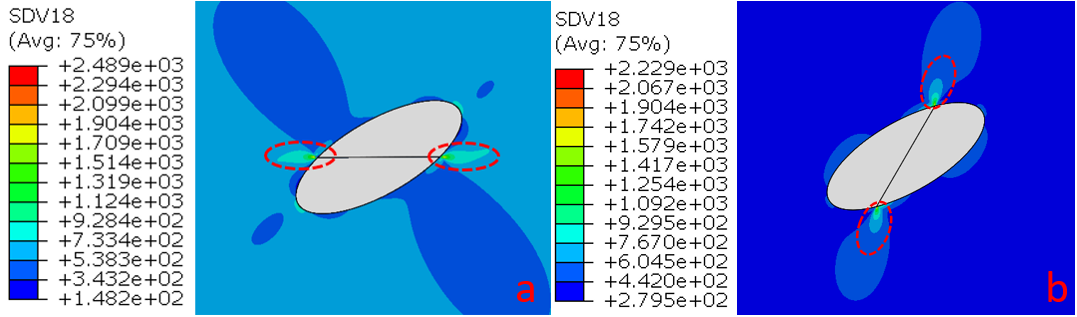 SDV18
(Avg: 75%)
+2.489e+03
+2.294e+03
+2.099e+03
+1.904e+03
+1.709e+03
+1.514e+03
+1.319e+03
+1.124e+03
+9.284e+02
+7.334e+02
+5.383e+02
+3.432e+02
+1.482e+02
a
SDV18
(Avg: 75%)
+2.229e+03
+2.067e+03
+1.904e+03
+1.742e+03
+1.579e+03
+1.417e+03
+1.254e+03
+1.092e+03
+9.295e+02
+7.670e+02
+6.045e+02
+4.420e+02
+2.795e+02
b